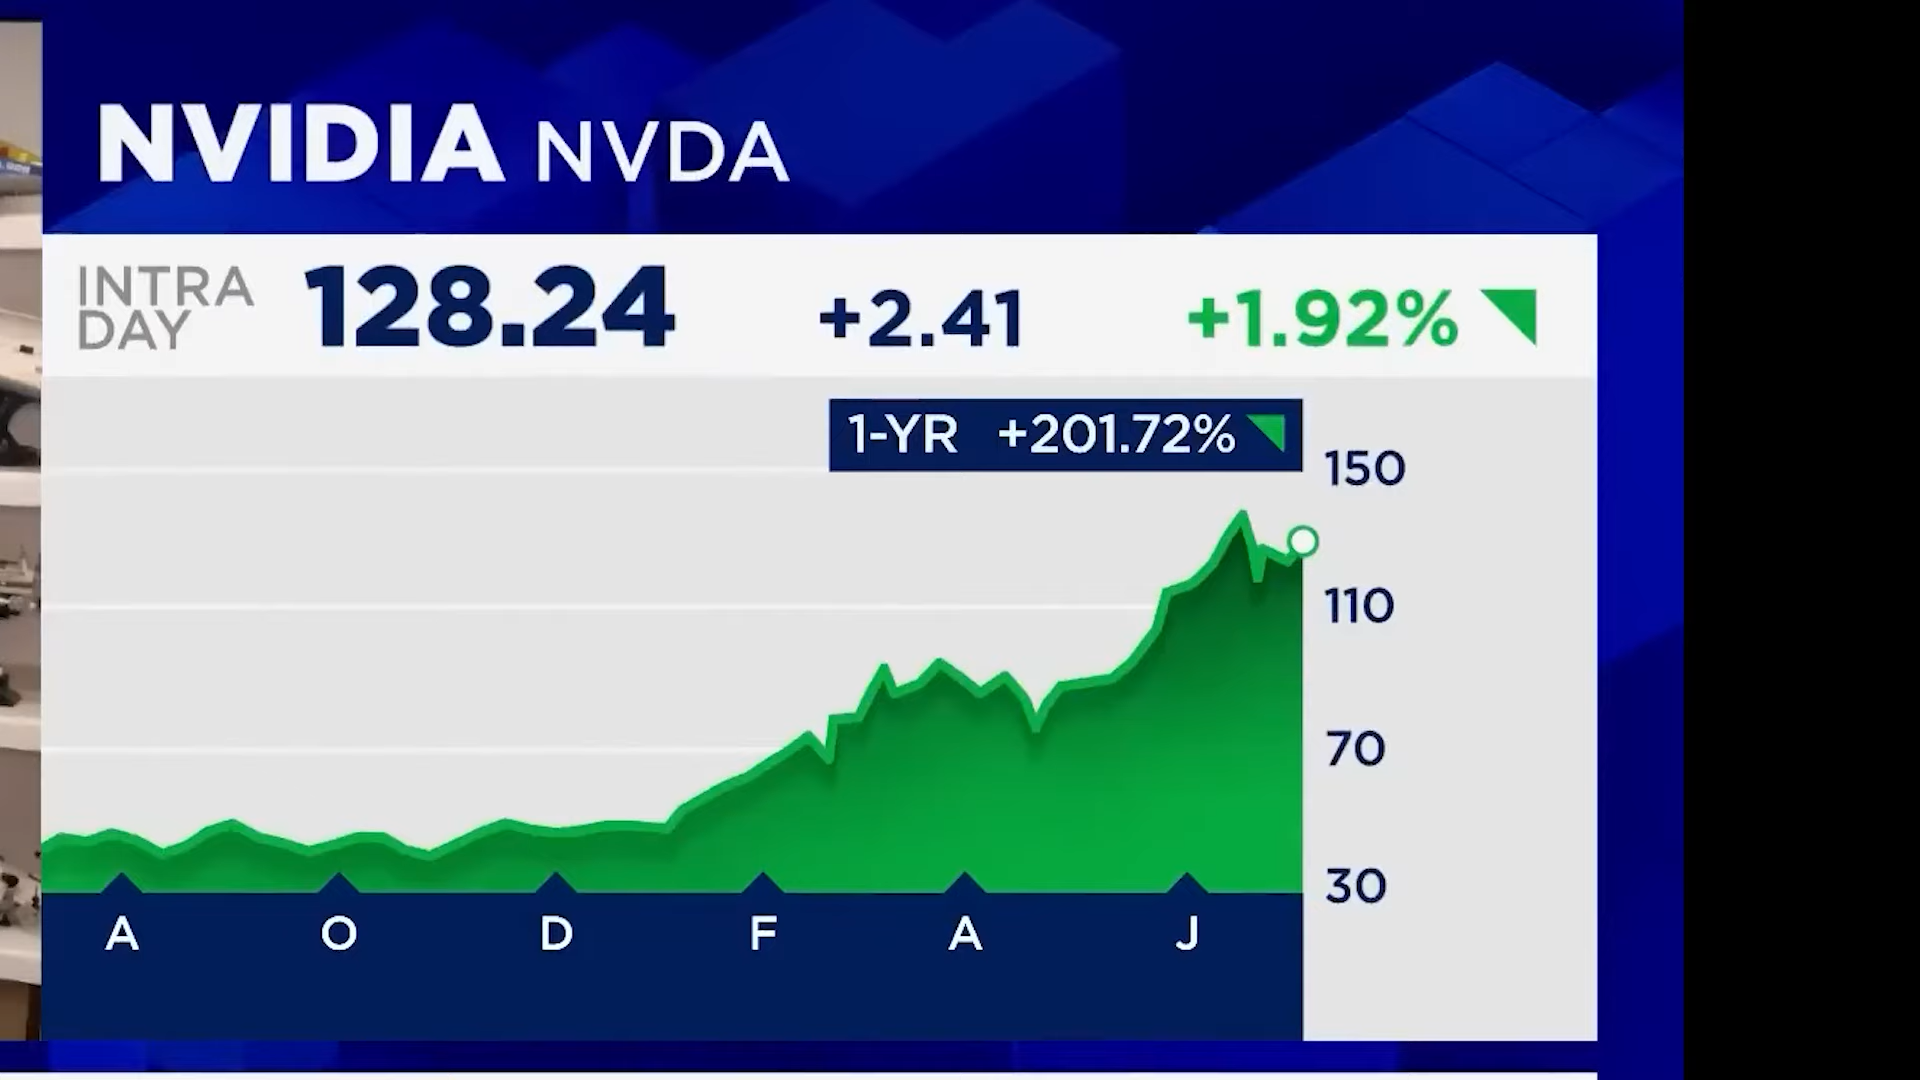 NVIDIA NVDA
INTRA
DAY
128.24 +2.41 +1.92%
1-YR +201.72%
150
110
70
30
A O D F A J